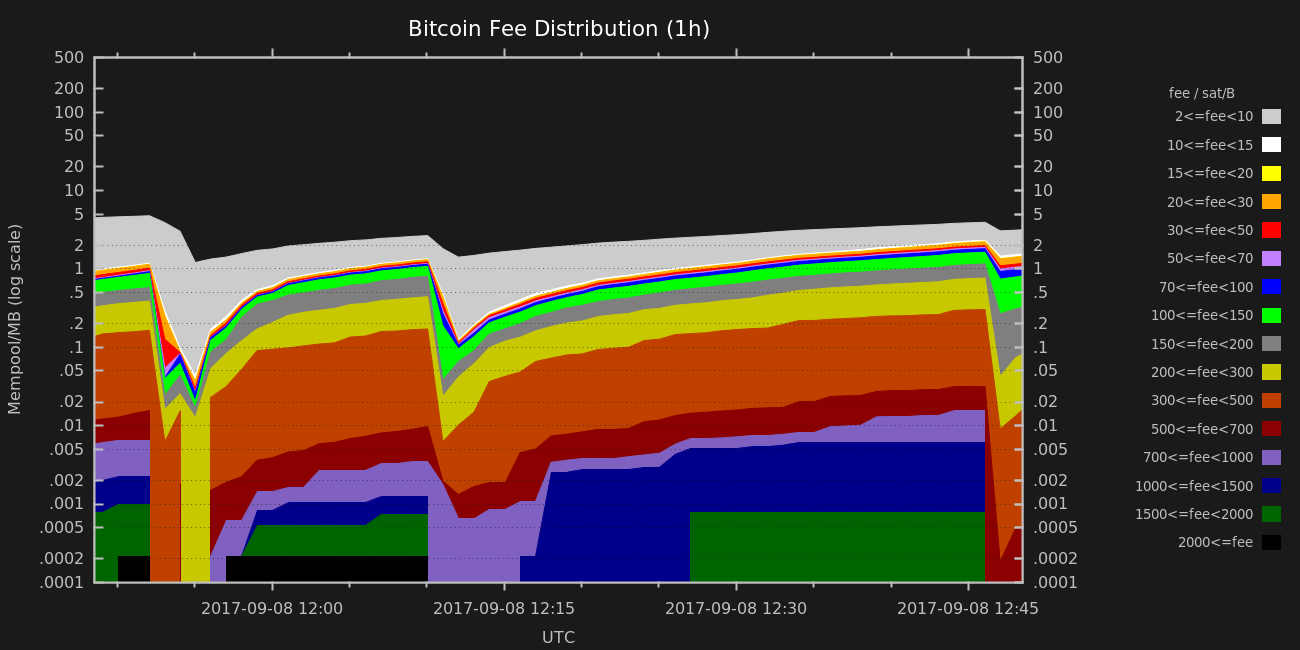 Bitcoin Fee Distribution (1h)
Mempool/MB (log scale)
500
200
100
50
20
10
5
2
1
.5
.2
.1
.05
.02
.01
.005
.002
.001
.0005
.0002
.0001
500
200
100
50
20
10
5
2
1
.5
.2
.1
.05
.02
.01
.005
.002
.001
.0005
.0002
.0001
fee / sat/B
2<=fee<10
10<=fee<15
15<=fee<20
20<=fee<30
30<=fee<50
50<=fee<70
70<=fee<100
100<=fee<150
150<=fee<200
200<=fee<300
300<=fee<500
500<=fee<700
700<=fee<1000
1000<=fee<1500
1500<=fee<2000
2000<=fee
2017-09-08 12:00 2017-09-08 12:15 2017-09-08 12:30 2017-09-08 12:45
UTC